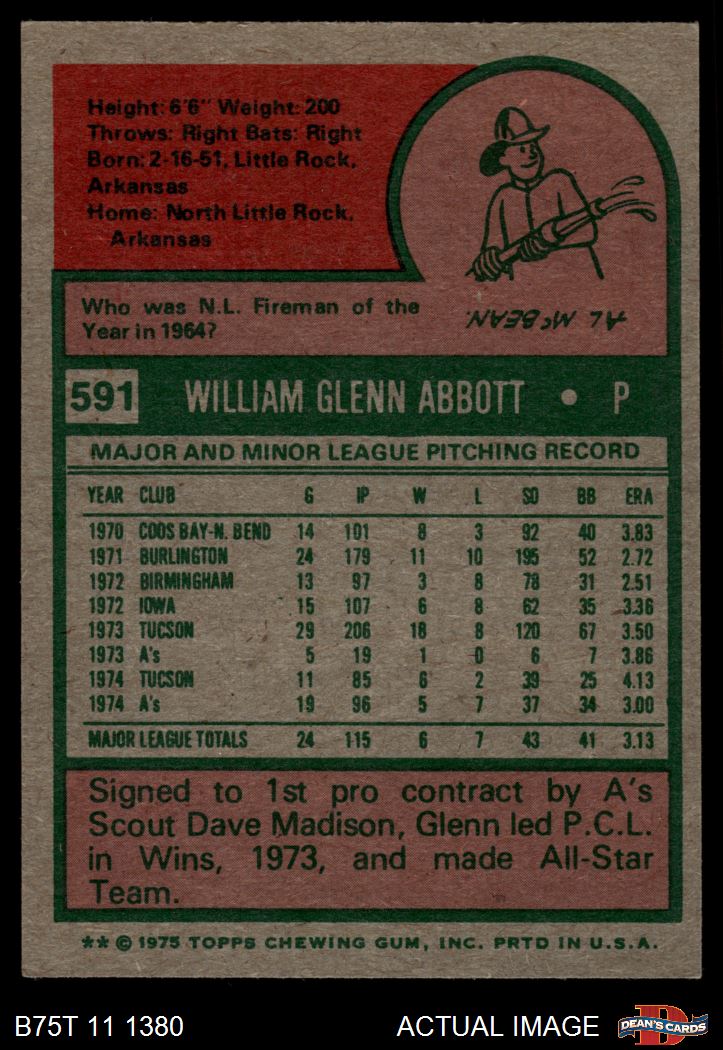 Height: 6'6" Weight: 200
Throws: Right Bats: Right
Born: 2-16-51, Little Rock,
Arkansas
Home: North Little Rock,
Arkansas
Who was N.L. Fireman of the
Year in 1964?
AL McBEAN.
591 WILLIAM GLENN ABBOTT • P
MAJOR AND MINOR LEAGUE PITCHING RECORD
YEAR CLUB G IP W L SO BB ERA
1970 COOS BAY-N. BEND 14 101 8 3 92 40 3.83
1971 BURLINGTON 24 179 11 10 195 52 2.72
1972 BIRMINGHAM 13 97 3 8 78 31 2.51
1972 IOWA 15 107 6 8 62 35 3.36
1973 TUCSON 29 206 18 8 120 67 3.50
1973 A's 5 19 1 0 6 7 3.86
1974 TUCSON 11 85 6 2 39 25 4.13
1974 A's 19 96 5 7 37 34 3.00
MAJOR LEAGUE TOTALS 24 115 6 7 43 41 3.13
Signed to 1st pro contract by A's
Scout Dave Madison, Glenn led P.C.L.
in Wins, 1973, and made All-Star
Team.
** © 1975 TOPPS CHEWING GUM, INC. PRTD IN U.S.A.
B75T 11 1380 ACTUAL IMAGE D DEAN'S CARDS